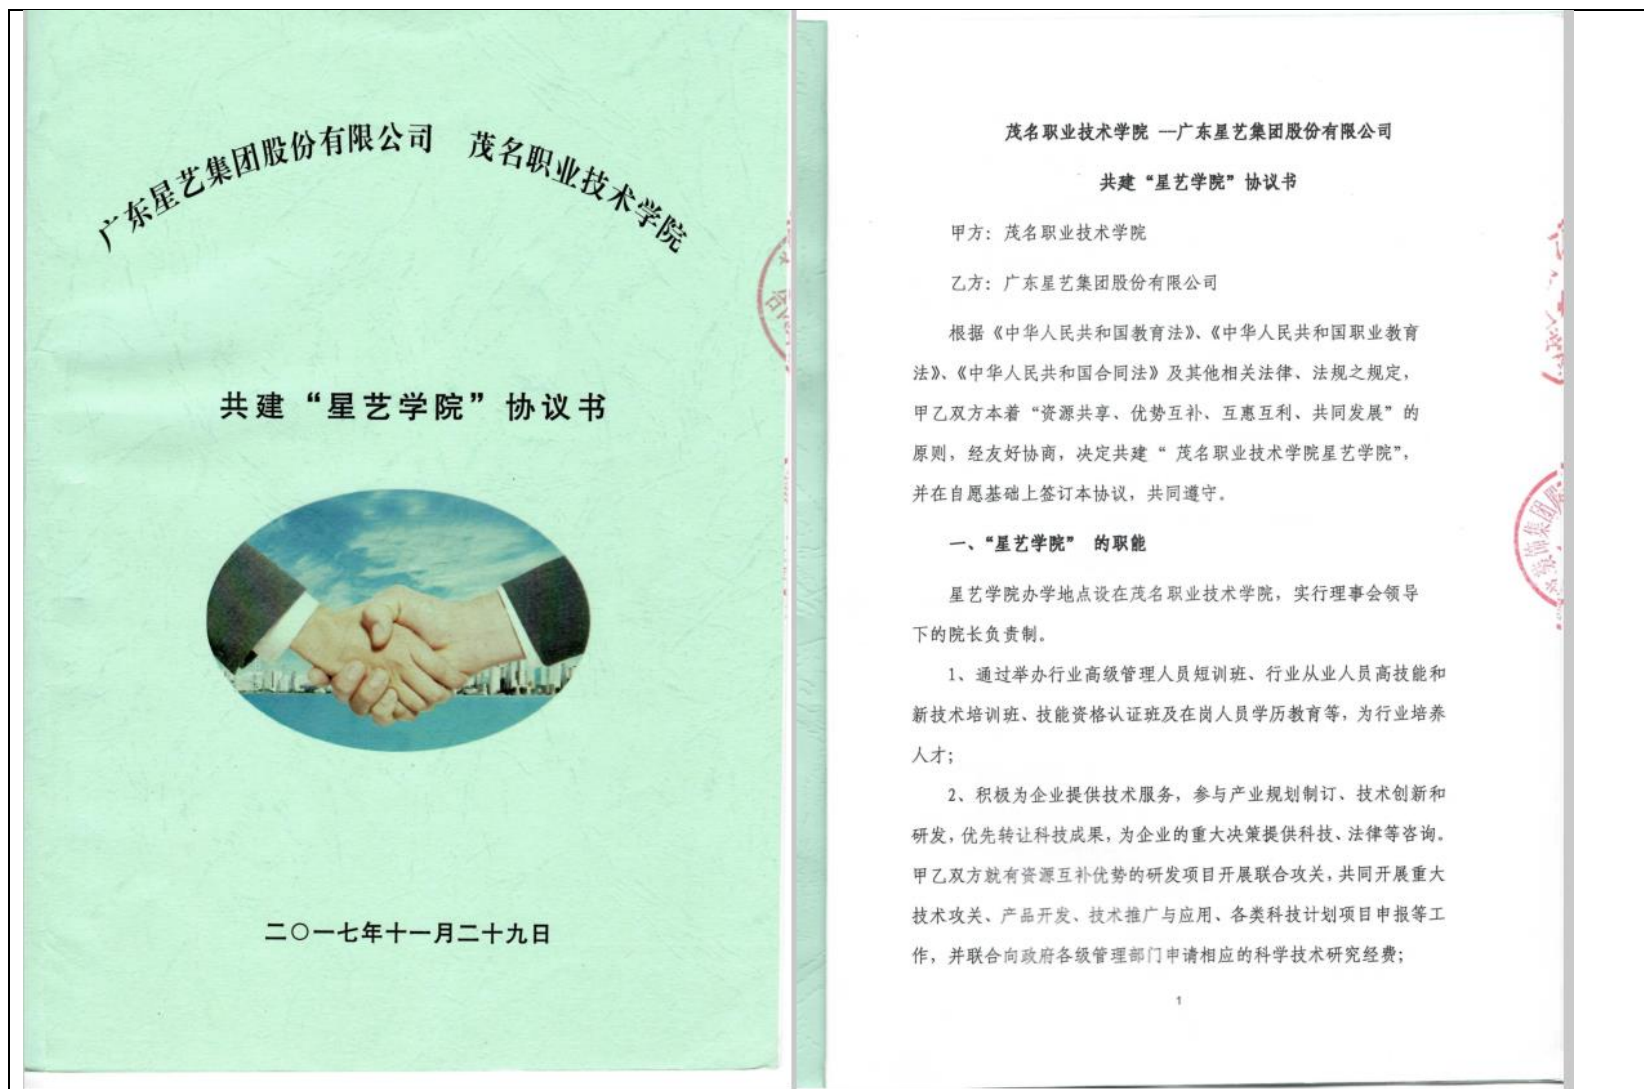 广东星艺集团股份有限公司 茂名职业技术学院
共建“星艺学院”协议书
二〇一七年十一月二十九日
茂名职业技术学院 —广东星艺集团股份有限公司
共建“星艺学院”协议书
甲方：茂名职业技术学院
乙方：广东星艺集团股份有限公司
根据《中华人民共和国教育法》、《中华人民共和国职业教育
法》、《中华人民共和国合同法》及其他相关法律、法规之规定，
甲乙双方本着“资源共享、优势互补、互惠互利、共同发展”的
原则，经友好协商，决定共建“ 茂名职业技术学院星艺学院”，
并在自愿基础上签订本协议，共同遵守。
一、“星艺学院” 的职能
星艺学院办学地点设在茂名职业技术学院，实行理事会领导
下的院长负责制。
1、通过举办行业高级管理人员短训班、行业从业人员高技能和
新技术培训班、技能资格认证班及在岗人员学历教育等，为行业培养
人才；
2、积极为企业提供技术服务，参与产业规划制订、技术创新和
研发，优先转让科技成果，为企业的重大决策提供科技、法律等咨询。
甲乙双方就有资源互补优势的研发项目开展联合攻关，共同开展重大
技术攻关、产品开发、技术推广与应用、各类科技计划项目申报等工
作，并联合向政府各级管理部门申请相应的科学技术研究经费；
1
饰集团股